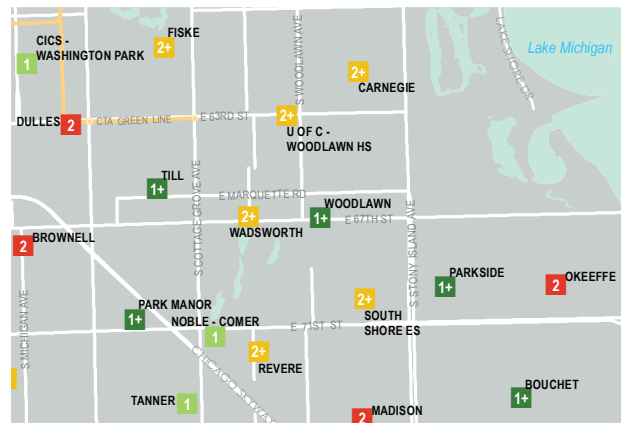 CICS -
WASHINGTON PARK
1
FISKE
2+
S WOODLAWN AVE
2+
CARNEGIE
LAKE SHORE DR
Lake Michigan
DULLES
2
CTA GREEN LINE
E 63RD ST
2+
U OF C -
WOODLAWN HS
TILL
1+
S COTTAGE GROVE AVE
E MARQUETTE RD
WOODLAWN
1+
E 67TH ST
2+
WADSWORTH
2
BROWNELL
S STONY ISLAND AVE
PARKSIDE
1+
OKEEFFE
2
S MICHIGAN AVE
PARK MANOR
1+
NOBLE - COMER
1
E 71ST ST
2+
SOUTH
SHORE ES
CHICAGO SKYWAY
2+
REVERE
TANNER
1
BOUCHET
1+
2
MADISON